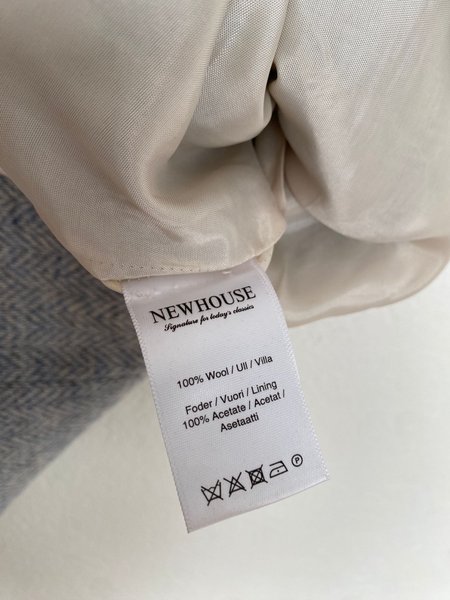 NEWHOUSE
Signature for today's classics
100% Wool / Ull / Villa
Foder / Vuori / Lining
100% Acetate / Acetat /
Asetaatti
P